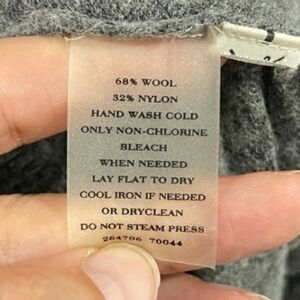 68% WOOL
32% NYLON
HAND WASH COLD
ONLY NON-CHLORINE
BLEACH
WHEN NEEDED
LAY FLAT TO DRY
COOL IRON IF NEEDED
OR DRYCLEAN
DO NOT STEAM PRESS
264706 70044